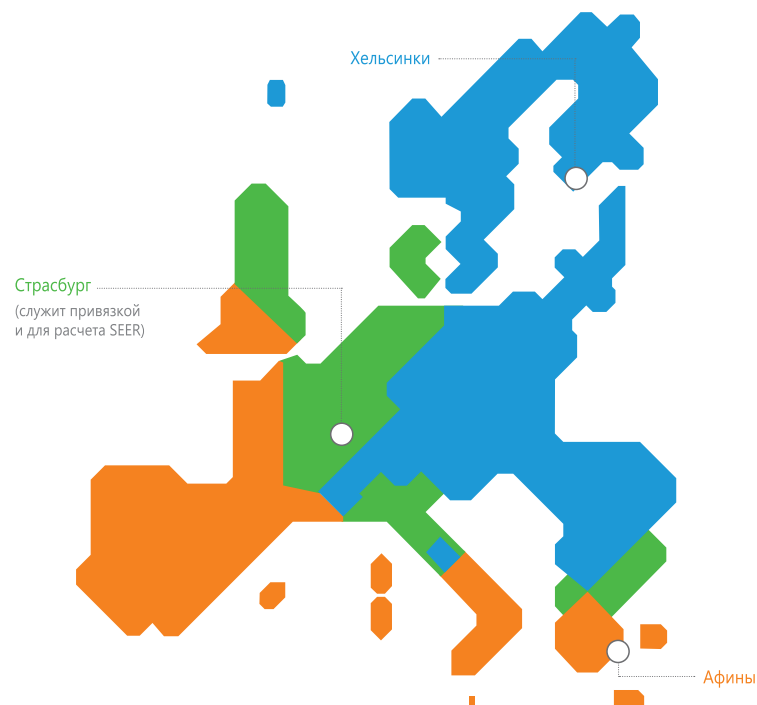 Хельсинки
Страсбург
(служит привязкой
и для расчета SEER)
Афины